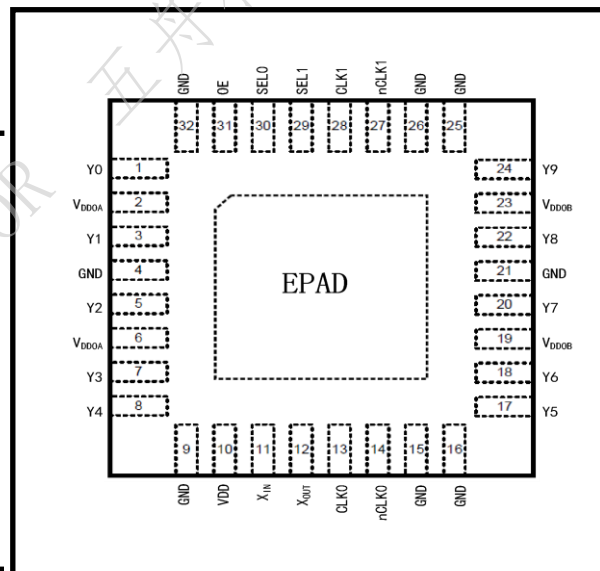 GND OE SEL0 SEL1 CLK1 nCLK1 GND GND
32 31 30 29 28 27 26 25
Y0 1 24 Y9
VDDOA 2 23 VDDOB
Y1 3 22 Y8
GND 4 21 GND
Y2 5 20 Y7
VDDOA 6 19 VDDOB
Y3 7 18 Y6
Y4 8 17 Y5
EPAD
9 10 11 12 13 14 15 16
GND VDD XIN XOUT CLK0 nCLK0 GND GND
五舟
OR